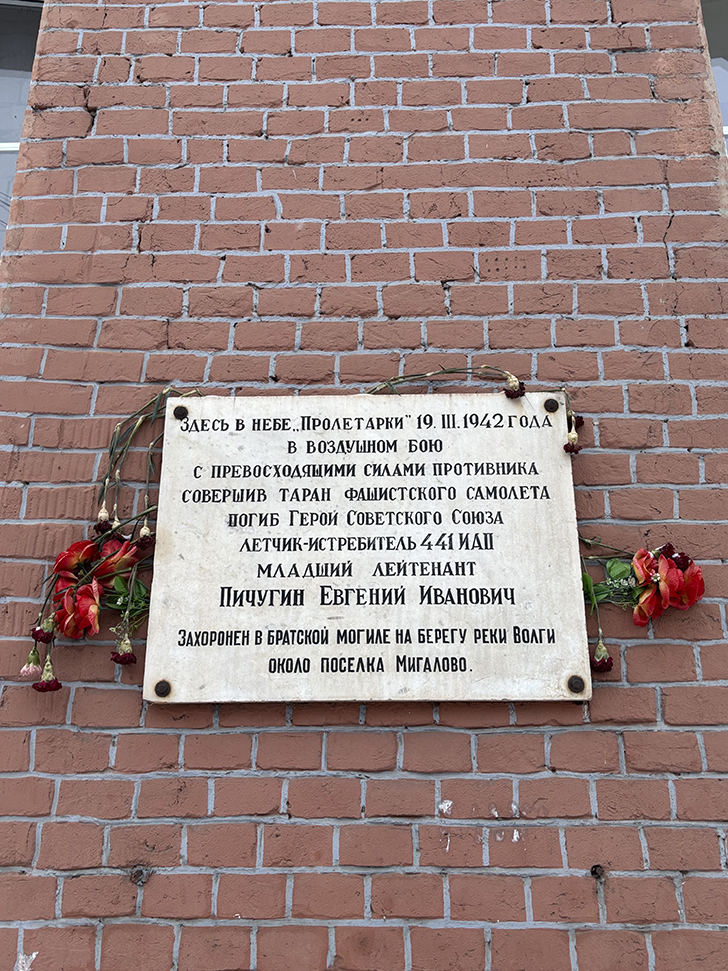 Здесь в небе „Пролетарки" 19. III. 1942 года
в воздушном бою
с превосходящими силами противника
совершив таран фашистского самолета
погиб Герой Советского Союза
летчик-истребитель 441 ИАП
младший лейтенант
Пичугин Евгений Иванович
Захоронен в братской могиле на берегу реки Волги
около поселка Мигалово.